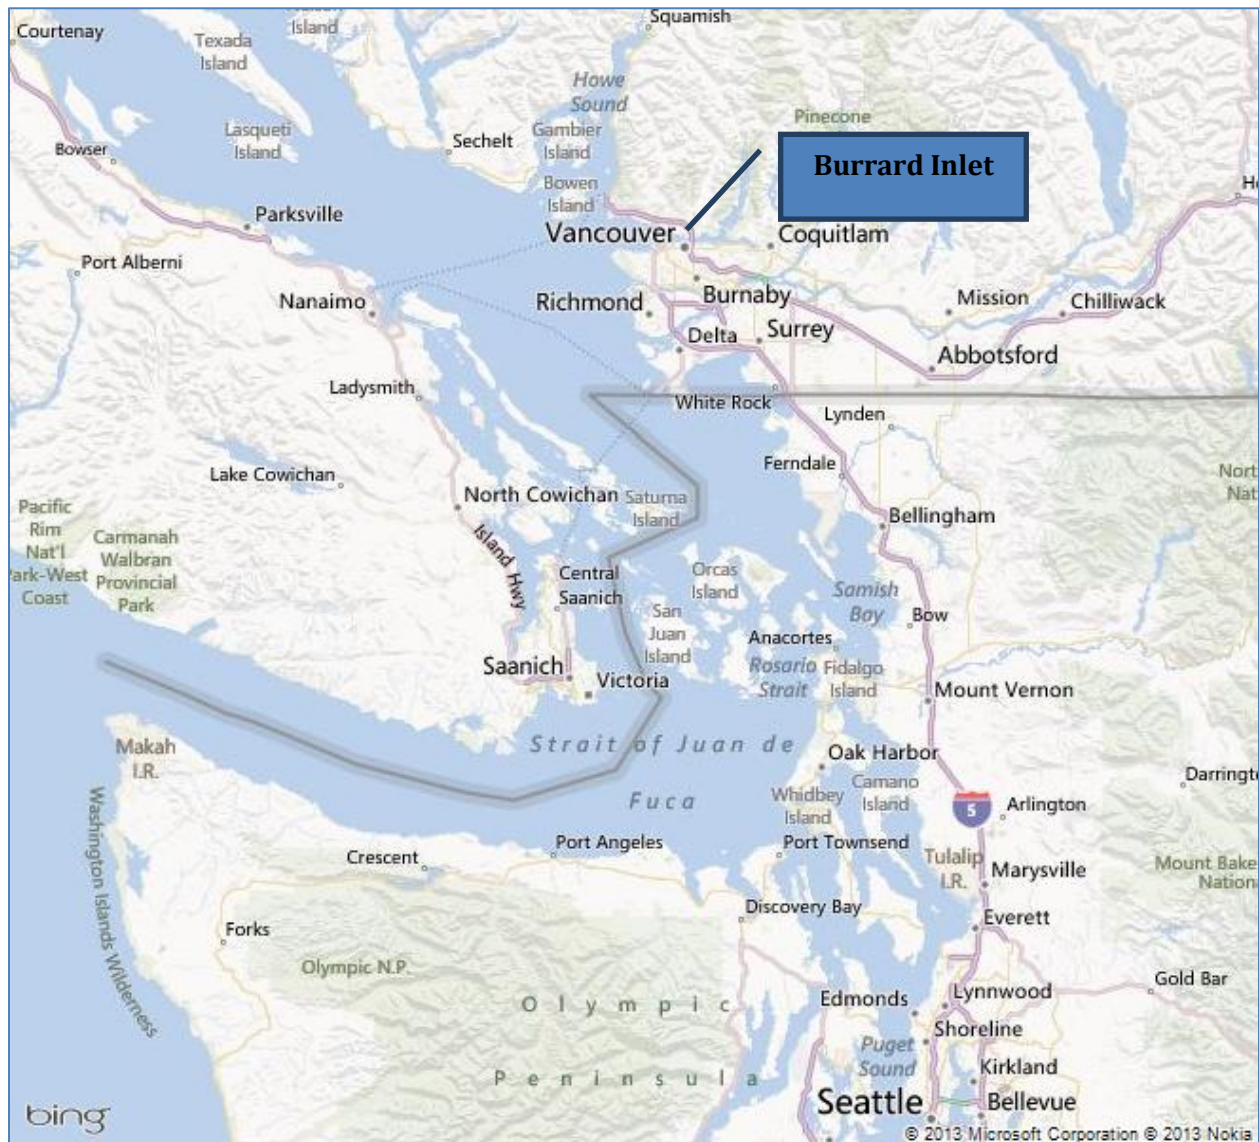 Squamish
Courtenay
Texada
Island
Island
Howe
Sound
Pinecone
Lasqueti
Island
Sechelt
Gambier
Island
Burrard Inlet
Bowser
Bowen
Island
Parksville
Vancouver
Coquitlam
Port Alberni
Nanaimo
Richmond
Burnaby
Mission
Chilliwack
Delta
Surrey
Abbotsford
Ladysmith
White Rock
Lynden
Lake Cowichan
Ferndale
North Cowichan
Saturna
Island
Bellingham
Pacific
Rim
Nat'l
Park-West
Coast
Carmanah
Walbran
Provincial
Park
Island Hwy
Central
Saanich
Orcas
Island
Samish
Bay
Bow
San
Juan
Island
Anacortes
Rosario
Strait
Fidalgo
Island
Saanich
Victoria
Mount Vernon
Makah
I.R.
Strait of Juan de
Fuca
Oak Harbor
Camano
Island
Whidbey
Island
Darringt
5
Arlington
Washington Islands Wilderness
Crescent
Port Angeles
Port Townsend
Tulalip
I.R.
Marysville
Mount Bake
Nation
Discovery Bay
Everett
Forks
Olympic N.P.
Gold Bar
Olympic
Peninsula
Edmonds
Lynnwood
Shoreline
Puget
Sound
Kirkland
Seattle
Bellevue
bing
© 2013 Microsoft Corporation © 2013 Nokia